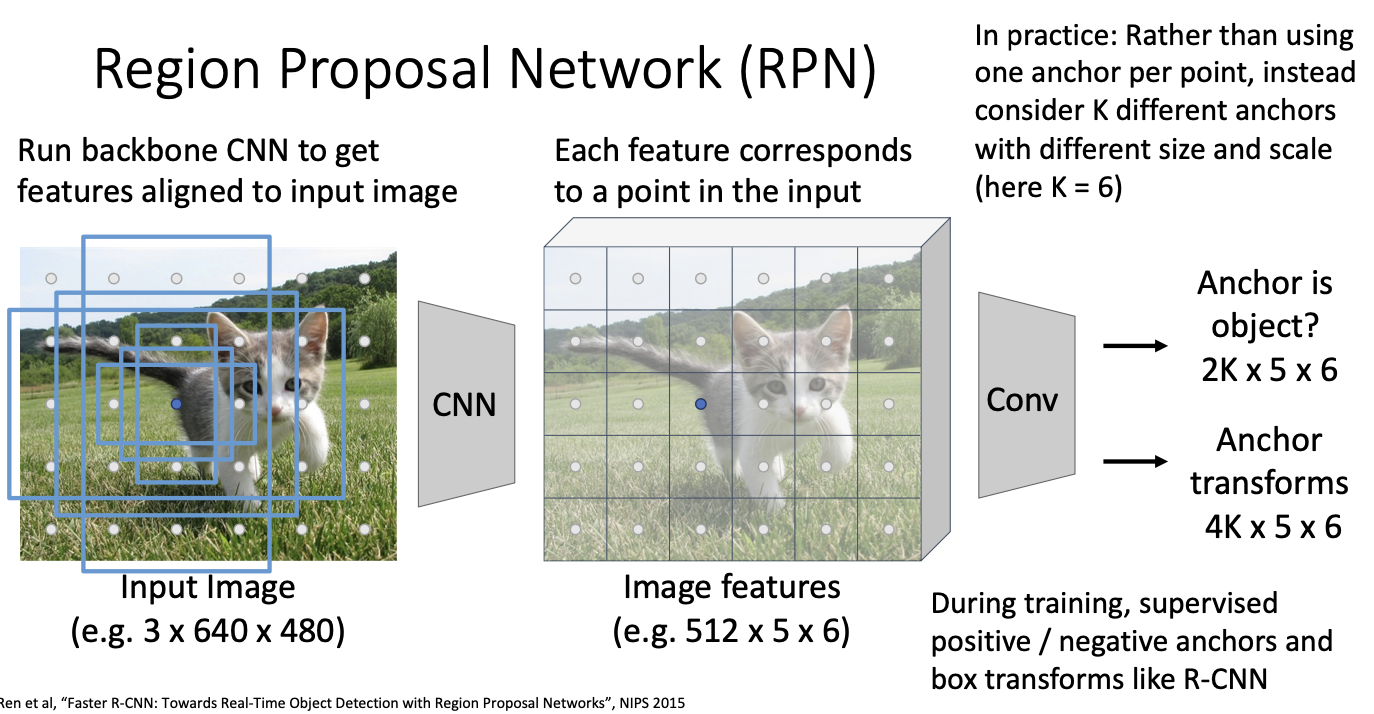 Region Proposal Network (RPN)
In practice: Rather than using
one anchor per point, instead
consider K different anchors
with different size and scale
(here K = 6)
Run backbone CNN to get
features aligned to input image
Each feature corresponds
to a point in the input
CNN
Conv
Anchor is
object?
2K x 5 x 6
Anchor
transforms
4K x 5 x 6
Input Image
(e.g. 3 x 640 x 480)
Image features
(e.g. 512 x 5 x 6)
During training, supervised
positive / negative anchors and
box transforms like R-CNN
Ren et al, “Faster R-CNN: Towards Real-Time Object Detection with Region Proposal Networks”, NIPS 2015